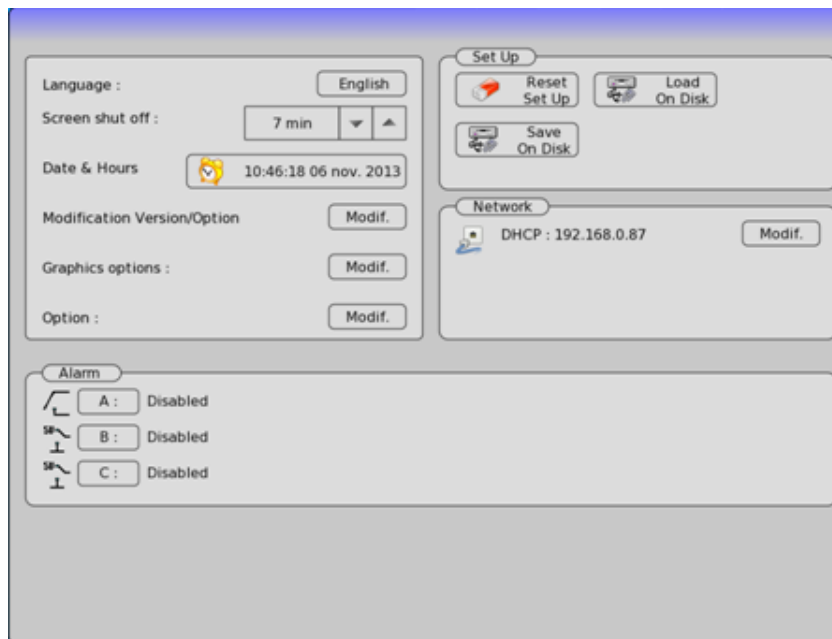 Language :
English
Screen shut off :
7 min
Date & Hours
10:46:18 06 nov. 2013
Modification Version/Option
Modif.
Graphics options :
Modif.
Option :
Modif.
Set Up
Reset
Set Up
Load
On Disk
Save
On Disk
Network
DHCP : 192.168.0.87
Modif.
Alarm
A :
Disabled
B :
Disabled
C :
Disabled